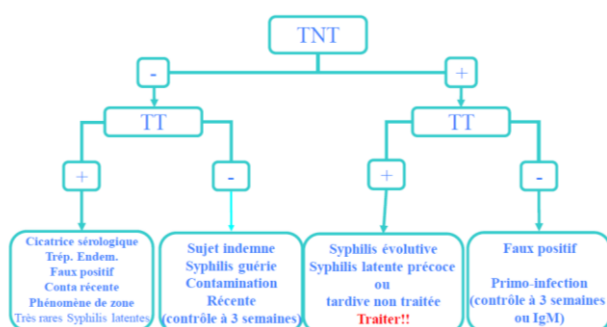 TNT
-
+
TT
TT
+
-
+
-
Cicatrice sérologique
Trép. Endem.
Faux positif
Conta récente
Phénomène de zone
Très rares Syphilis latentes
Sujet indemne
Syphilis guérie
Contamination
Récente
(contrôle à 3 semaines)
Syphilis évolutive
Syphilis latente précoce
ou
tardive non traitée
Traiter!!
Faux positif
Primo-infection
(contrôle à 3 semaines
ou IgM)